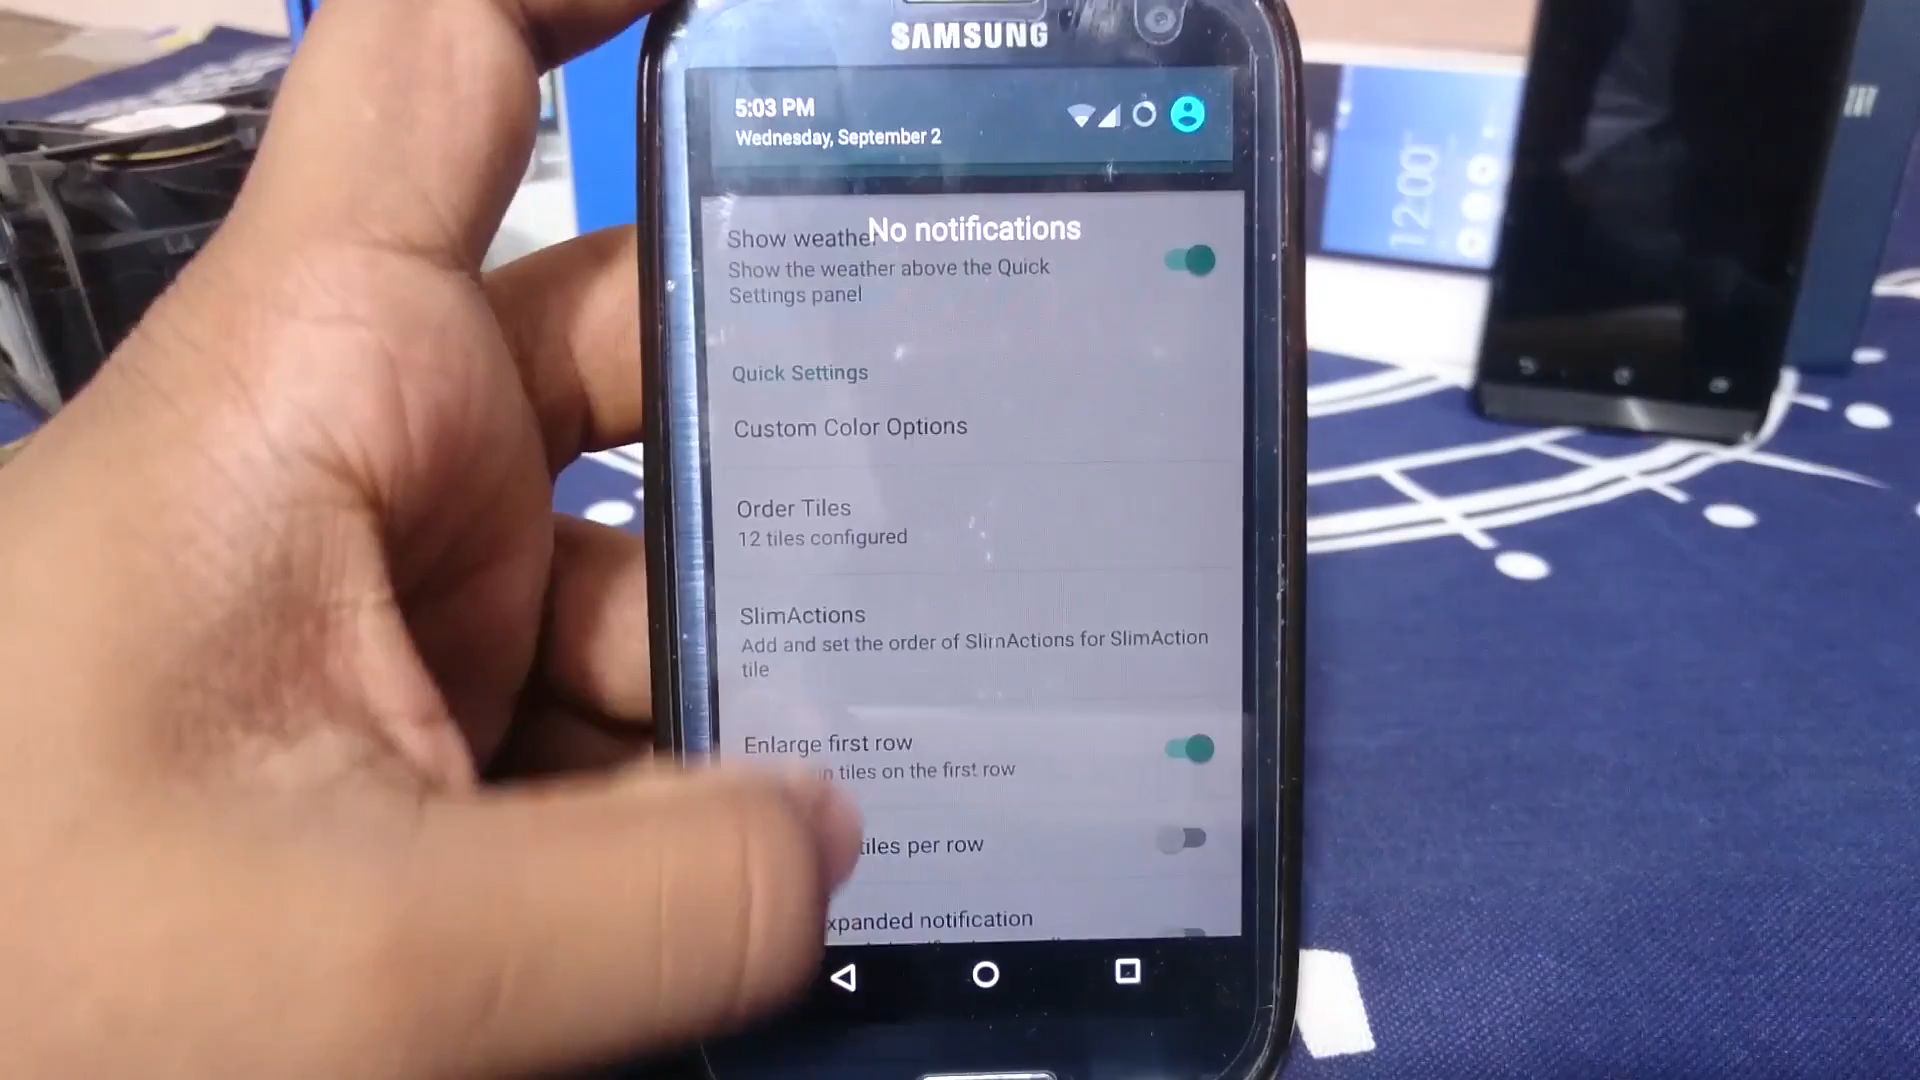 SAMSUNG
5:03 PM
Wednesday, September 2
No notifications
Show weather
Show the weather above the Quick
Settings panel
Quick Settings
Custom Color Options
Order Tiles
12 tiles configured
SlimActions
Add and set the order of SlimActions for SlimAction
tile
Enlarge first row
tiles on the first row
tiles per row
xpanded notification
12:00